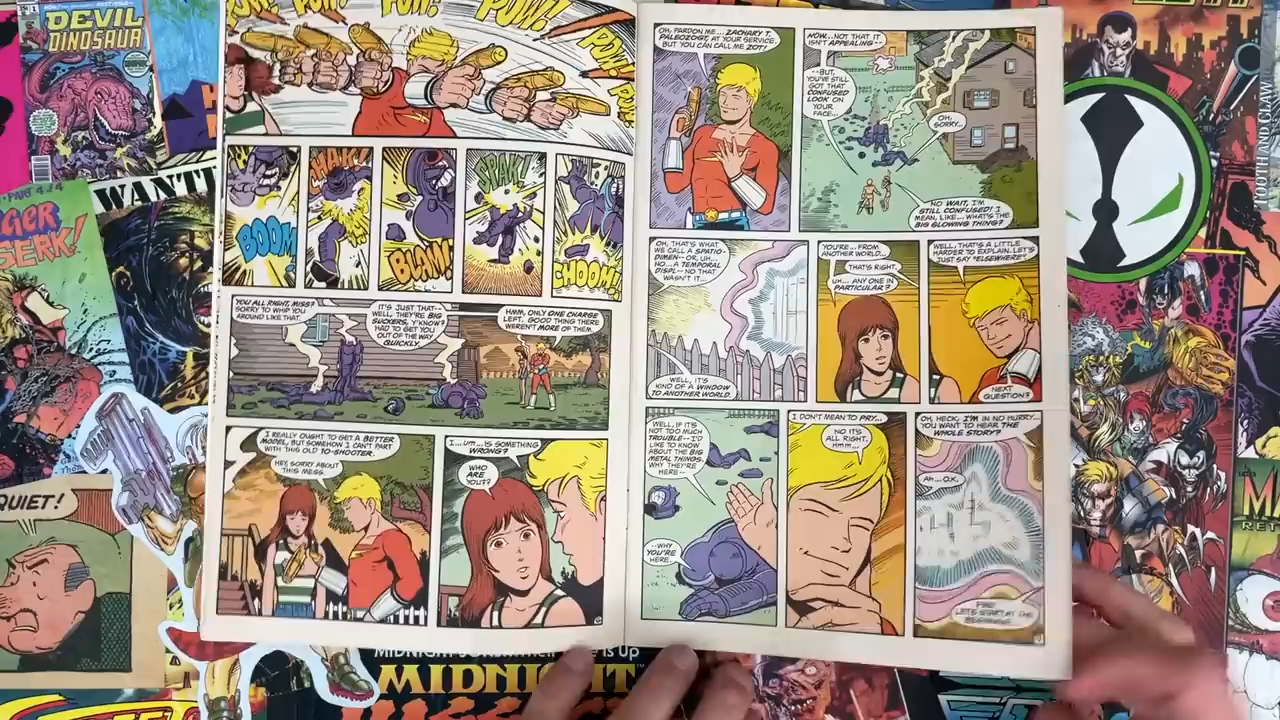 DEVIL
DINOSAUR
PART 4 of 4
WANT
QUIET!
POW!
POW!
POW!
BOOM!
BLAM!
SPAK!
CHOOM!
YOU ALL RIGHT, MISS?
SORRY TO WHIP YOU
AROUND LIKE THAT.
IT'S JUST THAT--
WELL, THEY'RE BIG
SUCKERS, Y'KNOW?
HAD TO GET YOU
OUT OF THE WAY
QUICKLY.
HMM, ONLY ONE CHARGE
LEFT. GOOD THING THERE
WEREN'T MORE OF THEM.
I REALLY OUGHT TO GET A BETTER
MODEL, BUT SOMEHOW I CAN'T PART
WITH THIS OLD 10-SHOOTER.
HEY, SORRY ABOUT
THIS MESS.
I...um...IS SOMETHING
WRONG?
WHO
ARE
YOU??
OH, PARDON ME...ZACHARY T.
PALEOZOGT, AT YOUR SERVICE.
BUT YOU CAN CALL ME ZOT!
NOW...NOT THAT IT
ISN'T APPEALING--
--BUT,
YOU'VE STILL
GOT THAT
CONFUSED
LOOK ON
YOUR
FACE...
OH,
SORRY...
NO WAIT, I'M
STILL CONFUSED! I
MEAN, LIKE...WHAT'S THE
BIG GLOWING THING?
OH, THAT'S WHAT
WE CALL A SPATIO-
DIMEN-- OR, UH...
NO...A TEMPORAL
DISPL-- NO THAT
WASN'T IT...
WELL, IT'S
KIND OF A WINDOW
TO ANOTHER WORLD.
YOU'RE...FROM
ANOTHER WORLD...
THAT'S RIGHT.
UH... ANY ONE IN
PARTICULAR?
WELL, THAT'S A LITTLE
HARDER TO EXPLAIN. LET'S
JUST SAY "ELSEWHERE."
NEXT
QUESTION?
WELL, IF IT'S
NOT TOO MUCH
TROUBLE--I'D
LIKE TO KNOW
ABOUT THE BIG
METAL THINGS.
WHY THEY'RE
HERE--
--WHY
YOU'RE
HERE.
I DON'T MEAN TO PRY...
NO IT'S
ALL RIGHT.
Hmm...
OH, HECK, I'M IN NO HURRY...
YOU WANT TO HEAR THE
WHOLE STORY?
Ah... O.K.
LET'S START AT THE
BEGINNING.
TOOTH AND CLAW
MIDNIGHT